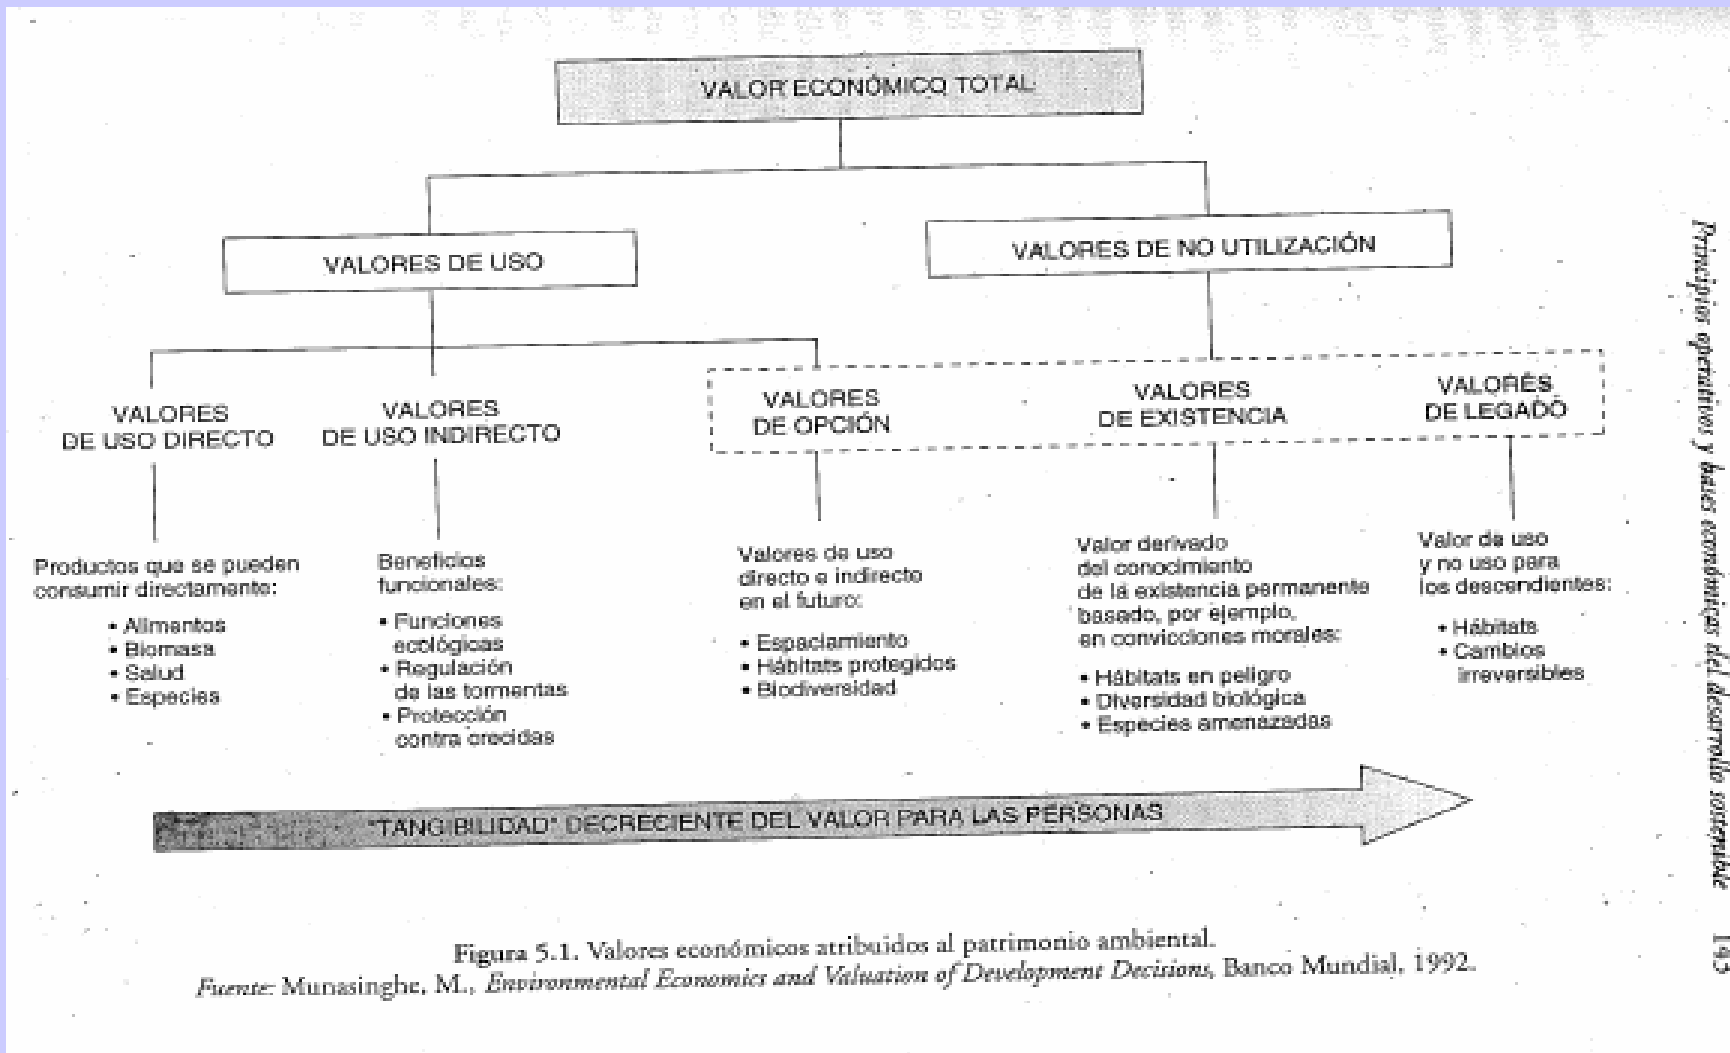 VALOR ECONÓMICO TOTAL
VALORES DE USO
VALORES DE NO UTILIZACIÓN
VALORES
DE USO DIRECTO
VALORES
DE USO INDIRECTO
VALORES
DE OPCIÓN
VALORES
DE EXISTENCIA
VALORES
DE LEGADO
Productos que se pueden
consumir directamente:
• Alimentos
• Biomasa
• Salud
• Especies
Beneficios
funcionales:
• Funciones
ecológicas
• Regulación
de las tormentas
• Protección
contra crecidas
Valores de uso
directo e indirecto
en el futuro:
• Espaciamiento
• Hábitats protegidos
• Biodiversidad
Valor derivado
del conocimiento
de la existencia permanente
basado, por ejemplo,
en convicciones morales:
• Hábitats en peligro
• Diversidad biológica
• Especies amenazadas
Valor de uso
y no uso para
los descendientes:
• Hábitats
• Cambios
irreversibles
"TANGIBILIDAD" DECRECIENTE DEL VALOR PARA LAS PERSONAS
Figura 5.1. Valores económicos atribuidos al patrimonio ambiental.
Fuente: Munasinghe, M., Environmental Economics and Valuation of Development Decisions, Banco Mundial, 1992.
Principios operativos y bases económicas del desarrollo sostenible 145